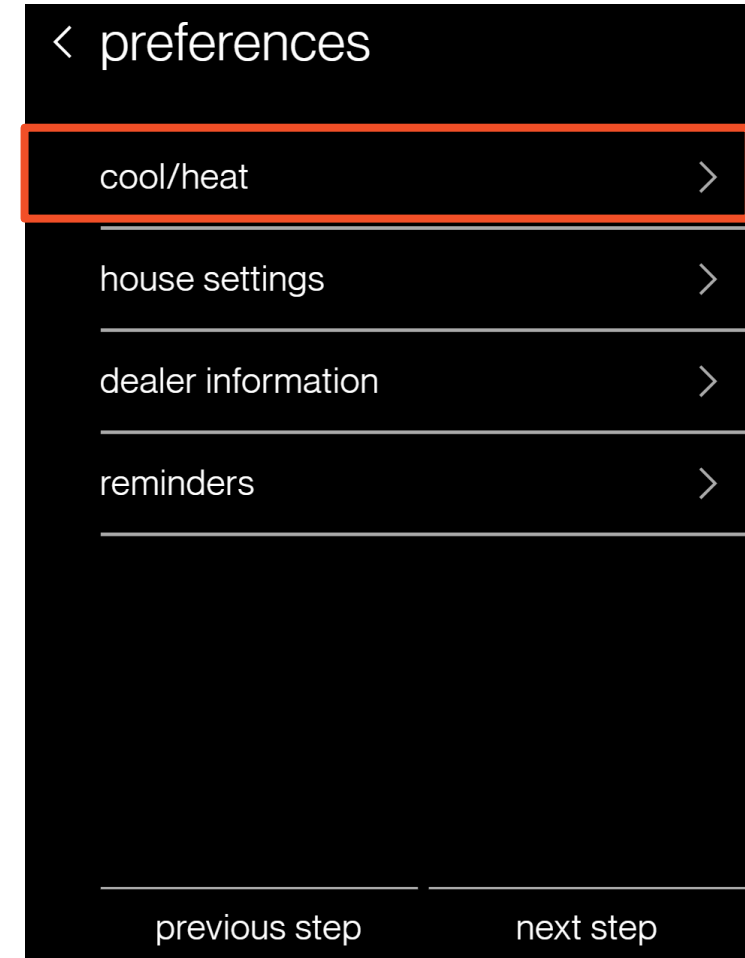 preferences
cool/heat
house settings
dealer information
reminders
previous step next step